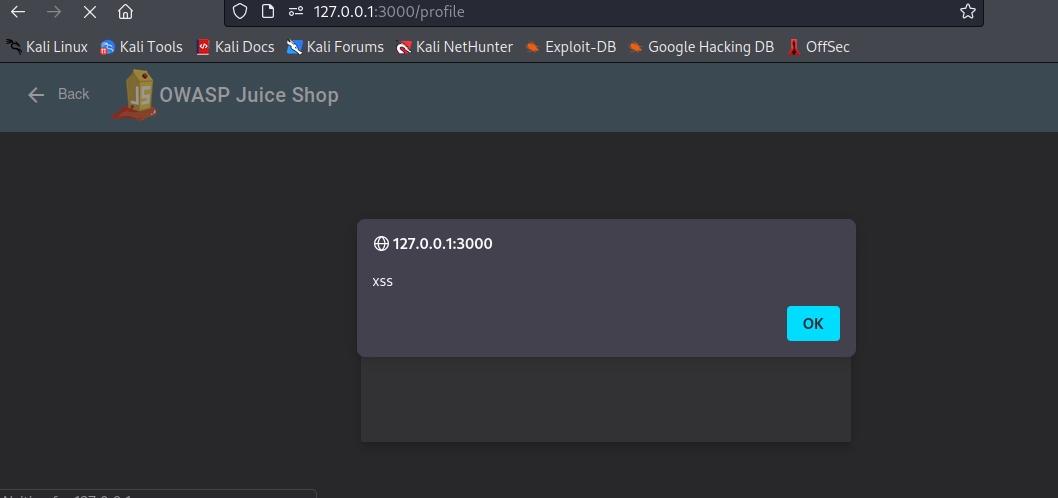 127.0.0.1:3000/profile
Kali Linux Kali Tools Kali Docs Kali Forums Kali NetHunter Exploit-DB Google Hacking DB OffSec
Back JS OWASP Juice Shop
127.0.0.1:3000
xss
OK